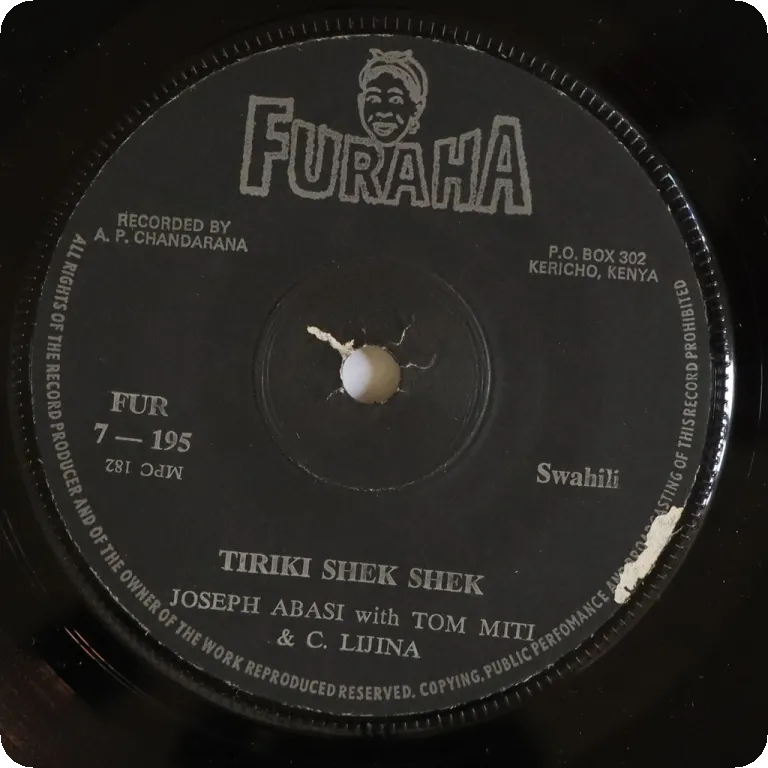 FURAHA
RECORDED BY
A. P. CHANDARANA
P.O. BOX 302
KERICHO, KENYA
FUR
7 — 195
MPC 182
Swahili
TIRIKI SHEK SHEK
JOSEPH ABASI with TOM MITI
& C. LIJINA
ALL RIGHTS OF THE RECORD PRODUCER AND OF THE OWNER OF THE WORK REPRODUCED RESERVED. COPYING, PUBLIC PERFOMANCE OF THIS RECORD PROHIBITED